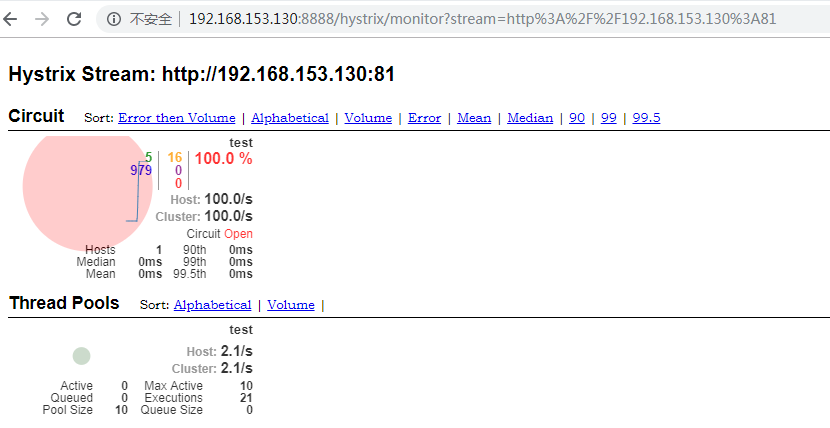 不安全 192.168.153.130:8888/hystrix/monitor?stream=http%3A%2F%2F192.168.153.130%3A81
Hystrix Stream: http://192.168.153.130:81
Circuit Sort: Error then Volume | Alphabetical | Volume | Error | Mean | Median | 90 | 99 | 99.5
test
5 16 100.0 %
979 0
0
Host: 100.0/s
Cluster: 100.0/s
Circuit Open
Hosts 1 90th 0ms
Median 0ms 99th 0ms
Mean 0ms 99.5th 0ms
Thread Pools Sort: Alphabetical | Volume |
test
Host: 2.1/s
Cluster: 2.1/s
Active 0 Max Active 10
Queued 0 Executions 21
Pool Size 10 Queue Size 0